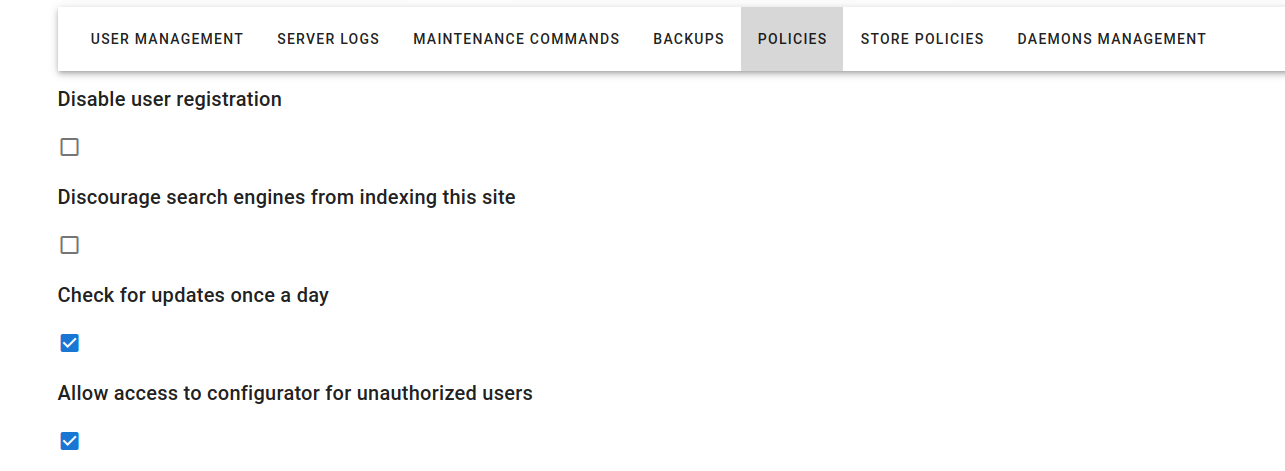 USER MANAGEMENT SERVER LOGS MAINTENANCE COMMANDS BACKUPS POLICIES STORE POLICIES DAEMONS MANAGEMENT
Disable user registration
Discourage search engines from indexing this site
Check for updates once a day
Allow access to configurator for unauthorized users